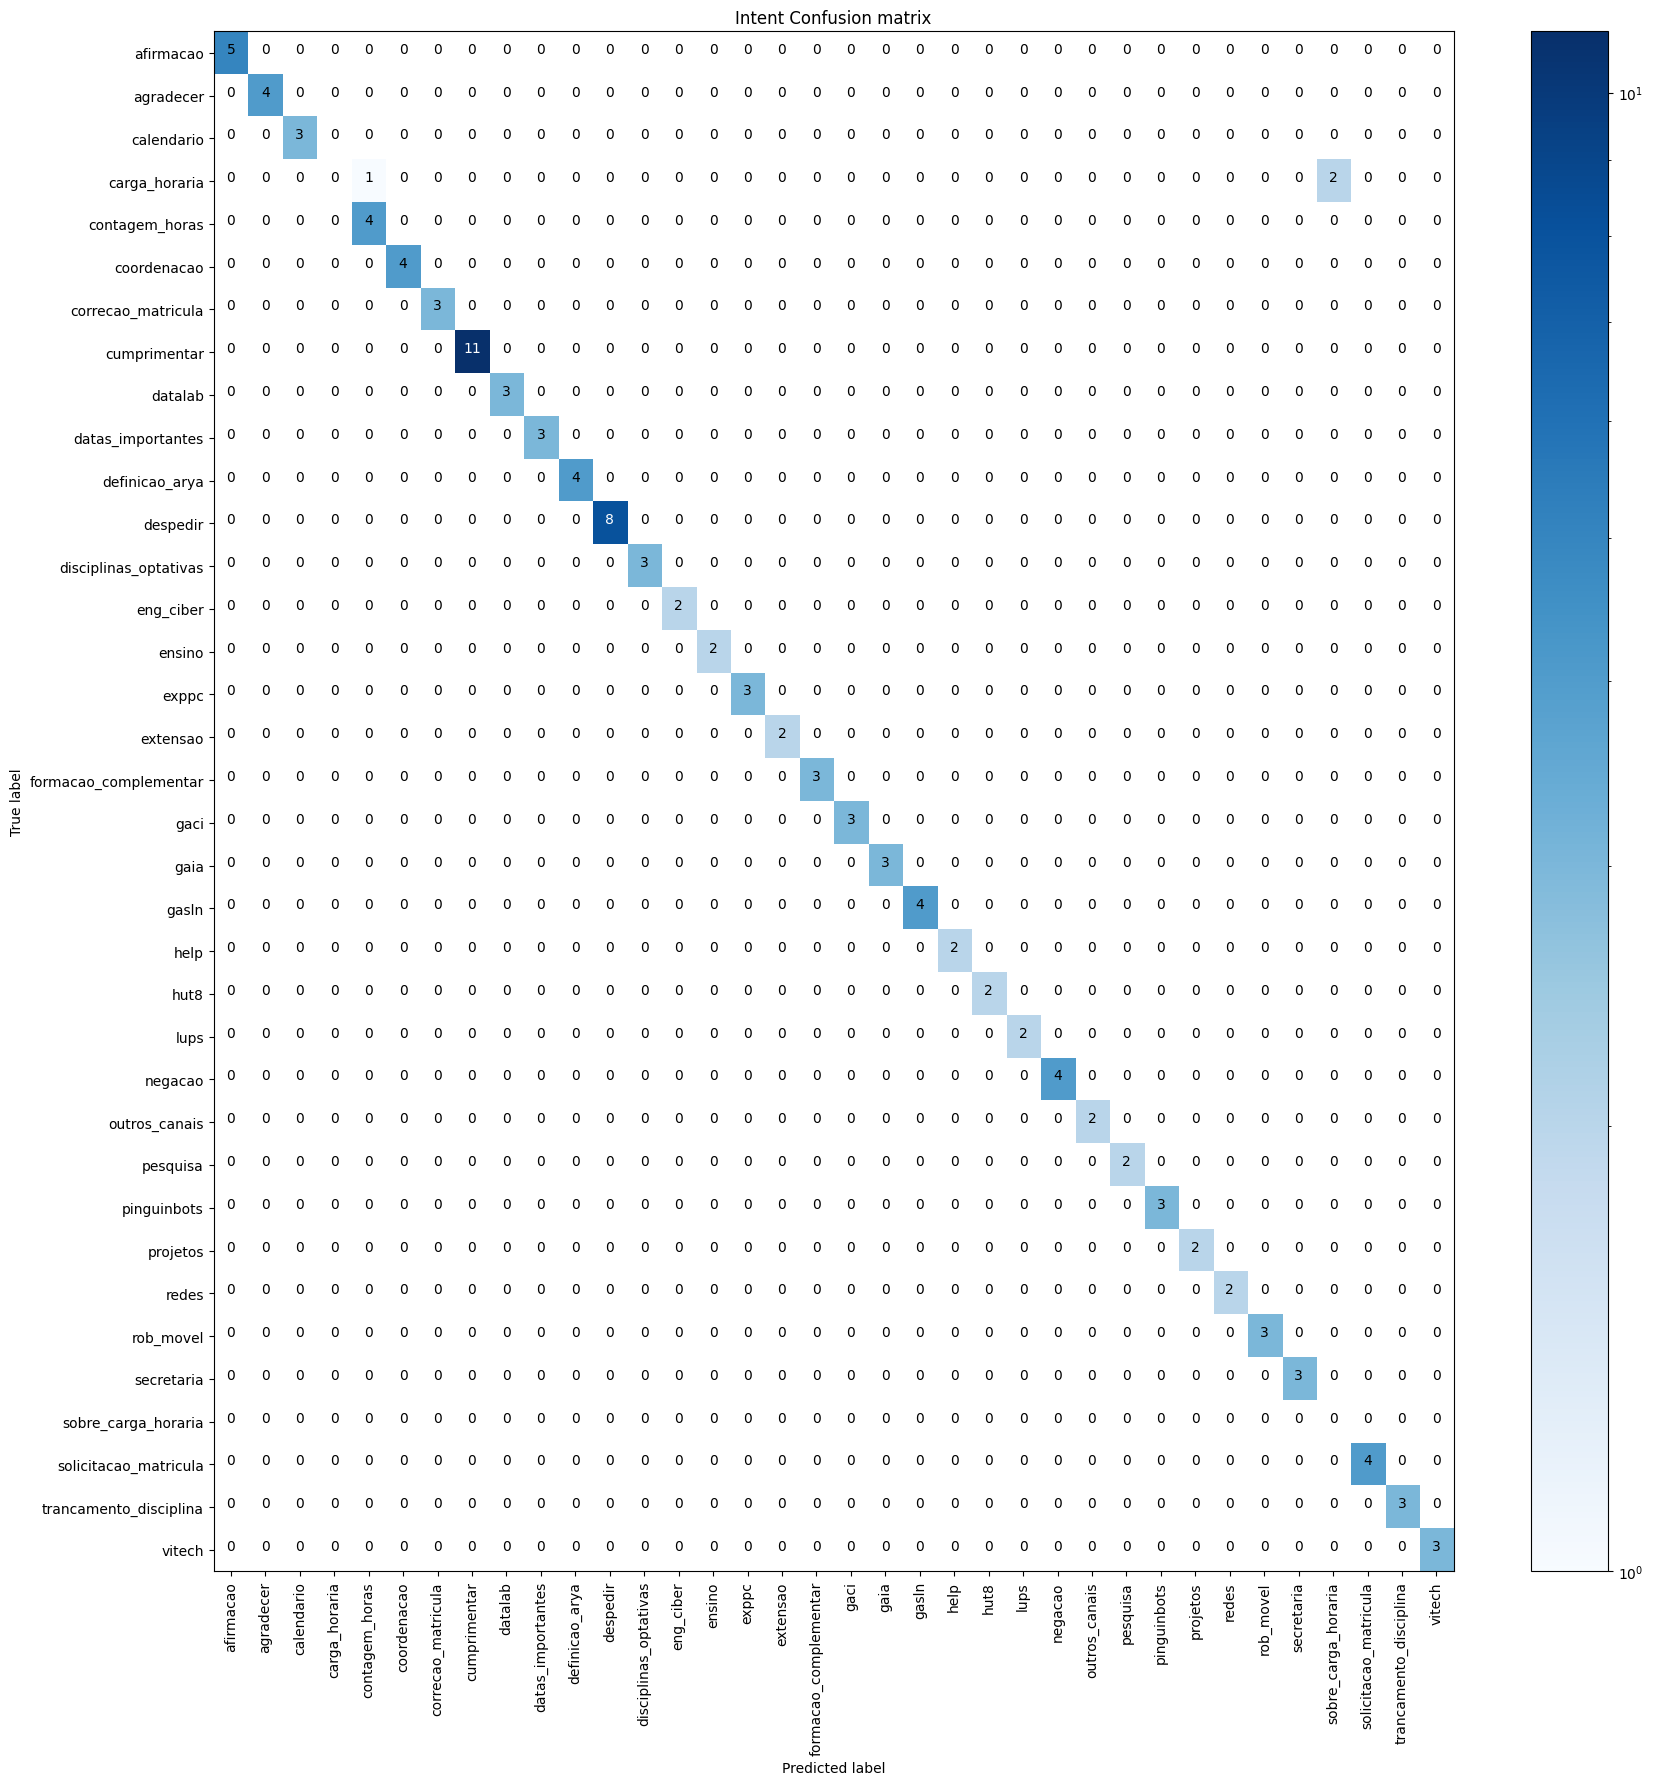 Intent Confusion matrix
afirmacao 5 0 0 0 0 0 0 0 0 0 0 0 0 0 0 0 0 0 0 0 0 0 0 0 0 0 0 0 0 0 0 0 0 0 0 0
10¹
agradecer 0 4 0 0 0 0 0 0 0 0 0 0 0 0 0 0 0 0 0 0 0 0 0 0 0 0 0 0 0 0 0 0 0 0 0 0
calendario 0 0 3 0 0 0 0 0 0 0 0 0 0 0 0 0 0 0 0 0 0 0 0 0 0 0 0 0 0 0 0 0 0 0 0 0
carga_horaria 0 0 0 0 1 0 0 0 0 0 0 0 0 0 0 0 0 0 0 0 0 0 0 0 0 0 0 0 0 0 0 0 2 0 0 0
contagem_horas 0 0 0 0 4 0 0 0 0 0 0 0 0 0 0 0 0 0 0 0 0 0 0 0 0 0 0 0 0 0 0 0 0 0 0 0
coordenacao 0 0 0 0 0 4 0 0 0 0 0 0 0 0 0 0 0 0 0 0 0 0 0 0 0 0 0 0 0 0 0 0 0 0 0 0
correcao_matricula 0 0 0 0 0 0 3 0 0 0 0 0 0 0 0 0 0 0 0 0 0 0 0 0 0 0 0 0 0 0 0 0 0 0 0 0
cumprimentar 0 0 0 0 0 0 0 11 0 0 0 0 0 0 0 0 0 0 0 0 0 0 0 0 0 0 0 0 0 0 0 0 0 0 0 0
datalab 0 0 0 0 0 0 0 0 3 0 0 0 0 0 0 0 0 0 0 0 0 0 0 0 0 0 0 0 0 0 0 0 0 0 0 0
datas_importantes 0 0 0 0 0 0 0 0 0 3 0 0 0 0 0 0 0 0 0 0 0 0 0 0 0 0 0 0 0 0 0 0 0 0 0 0
definicao_arya 0 0 0 0 0 0 0 0 0 0 4 0 0 0 0 0 0 0 0 0 0 0 0 0 0 0 0 0 0 0 0 0 0 0 0 0
despedir 0 0 0 0 0 0 0 0 0 0 0 8 0 0 0 0 0 0 0 0 0 0 0 0 0 0 0 0 0 0 0 0 0 0 0 0
disciplinas_optativas 0 0 0 0 0 0 0 0 0 0 0 0 3 0 0 0 0 0 0 0 0 0 0 0 0 0 0 0 0 0 0 0 0 0 0 0
eng_ciber 0 0 0 0 0 0 0 0 0 0 0 0 0 2 0 0 0 0 0 0 0 0 0 0 0 0 0 0 0 0 0 0 0 0 0 0
ensino 0 0 0 0 0 0 0 0 0 0 0 0 0 0 2 0 0 0 0 0 0 0 0 0 0 0 0 0 0 0 0 0 0 0 0 0
exppc 0 0 0 0 0 0 0 0 0 0 0 0 0 0 0 3 0 0 0 0 0 0 0 0 0 0 0 0 0 0 0 0 0 0 0 0
extensao 0 0 0 0 0 0 0 0 0 0 0 0 0 0 0 0 2 0 0 0 0 0 0 0 0 0 0 0 0 0 0 0 0 0 0 0
formacao_complementar 0 0 0 0 0 0 0 0 0 0 0 0 0 0 0 0 0 3 0 0 0 0 0 0 0 0 0 0 0 0 0 0 0 0 0 0
True label
gaci 0 0 0 0 0 0 0 0 0 0 0 0 0 0 0 0 0 0 3 0 0 0 0 0 0 0 0 0 0 0 0 0 0 0 0 0
gaia 0 0 0 0 0 0 0 0 0 0 0 0 0 0 0 0 0 0 0 3 0 0 0 0 0 0 0 0 0 0 0 0 0 0 0 0
gasln 0 0 0 0 0 0 0 0 0 0 0 0 0 0 0 0 0 0 0 0 4 0 0 0 0 0 0 0 0 0 0 0 0 0 0 0
help 0 0 0 0 0 0 0 0 0 0 0 0 0 0 0 0 0 0 0 0 0 2 0 0 0 0 0 0 0 0 0 0 0 0 0 0
hut8 0 0 0 0 0 0 0 0 0 0 0 0 0 0 0 0 0 0 0 0 0 0 2 0 0 0 0 0 0 0 0 0 0 0 0 0
lups 0 0 0 0 0 0 0 0 0 0 0 0 0 0 0 0 0 0 0 0 0 0 0 2 0 0 0 0 0 0 0 0 0 0 0 0
negacao 0 0 0 0 0 0 0 0 0 0 0 0 0 0 0 0 0 0 0 0 0 0 0 0 4 0 0 0 0 0 0 0 0 0 0 0
outros_canais 0 0 0 0 0 0 0 0 0 0 0 0 0 0 0 0 0 0 0 0 0 0 0 0 0 2 0 0 0 0 0 0 0 0 0 0
pesquisa 0 0 0 0 0 0 0 0 0 0 0 0 0 0 0 0 0 0 0 0 0 0 0 0 0 0 2 0 0 0 0 0 0 0 0 0
pinguinbots 0 0 0 0 0 0 0 0 0 0 0 0 0 0 0 0 0 0 0 0 0 0 0 0 0 0 0 3 0 0 0 0 0 0 0 0
projetos 0 0 0 0 0 0 0 0 0 0 0 0 0 0 0 0 0 0 0 0 0 0 0 0 0 0 0 0 2 0 0 0 0 0 0 0
redes 0 0 0 0 0 0 0 0 0 0 0 0 0 0 0 0 0 0 0 0 0 0 0 0 0 0 0 0 0 2 0 0 0 0 0 0
rob_movel 0 0 0 0 0 0 0 0 0 0 0 0 0 0 0 0 0 0 0 0 0 0 0 0 0 0 0 0 0 0 3 0 0 0 0 0
secretaria 0 0 0 0 0 0 0 0 0 0 0 0 0 0 0 0 0 0 0 0 0 0 0 0 0 0 0 0 0 0 0 3 0 0 0 0
sobre_carga_horaria 0 0 0 0 0 0 0 0 0 0 0 0 0 0 0 0 0 0 0 0 0 0 0 0 0 0 0 0 0 0 0 0 0 0 0 0
solicitacao_matricula 0 0 0 0 0 0 0 0 0 0 0 0 0 0 0 0 0 0 0 0 0 0 0 0 0 0 0 0 0 0 0 0 0 4 0 0
trancamento_disciplina 0 0 0 0 0 0 0 0 0 0 0 0 0 0 0 0 0 0 0 0 0 0 0 0 0 0 0 0 0 0 0 0 0 0 3 0
vitech 0 0 0 0 0 0 0 0 0 0 0 0 0 0 0 0 0 0 0 0 0 0 0 0 0 0 0 0 0 0 0 0 0 0 0 3
10⁰
afirmacao
agradecer
calendario
carga_horaria
contagem_horas
coordenacao
correcao_matricula
cumprimentar
datalab
datas_importantes
definicao_arya
despedir
disciplinas_optativas
eng_ciber
ensino
exppc
extensao
formacao_complementar
gaci
gaia
gasln
help
hut8
lups
negacao
outros_canais
pesquisa
pinguinbots
projetos
redes
rob_movel
secretaria
sobre_carga_horaria
solicitacao_matricula
trancamento_disciplina
vitech
Predicted label